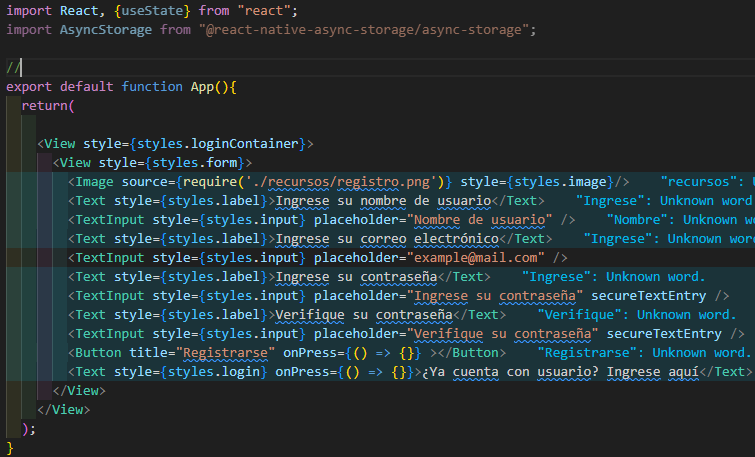 import React, {useState} from "react";
import AsyncStorage from "@react-native-async-storage/async-storage";
//
export default function App(){
return(
<View style={styles.loginContainer}>
<View style={styles.form}>
<Image source={require('./recursos/registro.png')} style={styles.image}/> "recursos": U
<Text style={styles.label}>Ingrese su nombre de usuario</Text> "Ingrese": Unknown word
<TextInput style={styles.input} placeholder="Nombre de usuario" /> "Nombre": Unknown wo
<Text style={styles.label}>Ingrese su correo electrónico</Text> "Ingrese": Unknown wor
<TextInput style={styles.input} placeholder="example@mail.com" />
<Text style={styles.label}>Ingrese su contraseña</Text> "Ingrese": Unknown word.
<TextInput style={styles.input} placeholder="Ingrese su contraseña" secureTextEntry />
<Text style={styles.label}>Verifique su contraseña</Text> "Verifique": Unknown word.
<TextInput style={styles.input} placeholder="Verifique su contraseña" secureTextEntry />
<Button title="Registrarse" onPress={() => {}} ></Button> "Registrarse": Unknown word.
<Text style={styles.login} onPress={() => {}}>¿Ya cuenta con usuario? Ingrese aquí</Text>
</View>
</View>
);
}